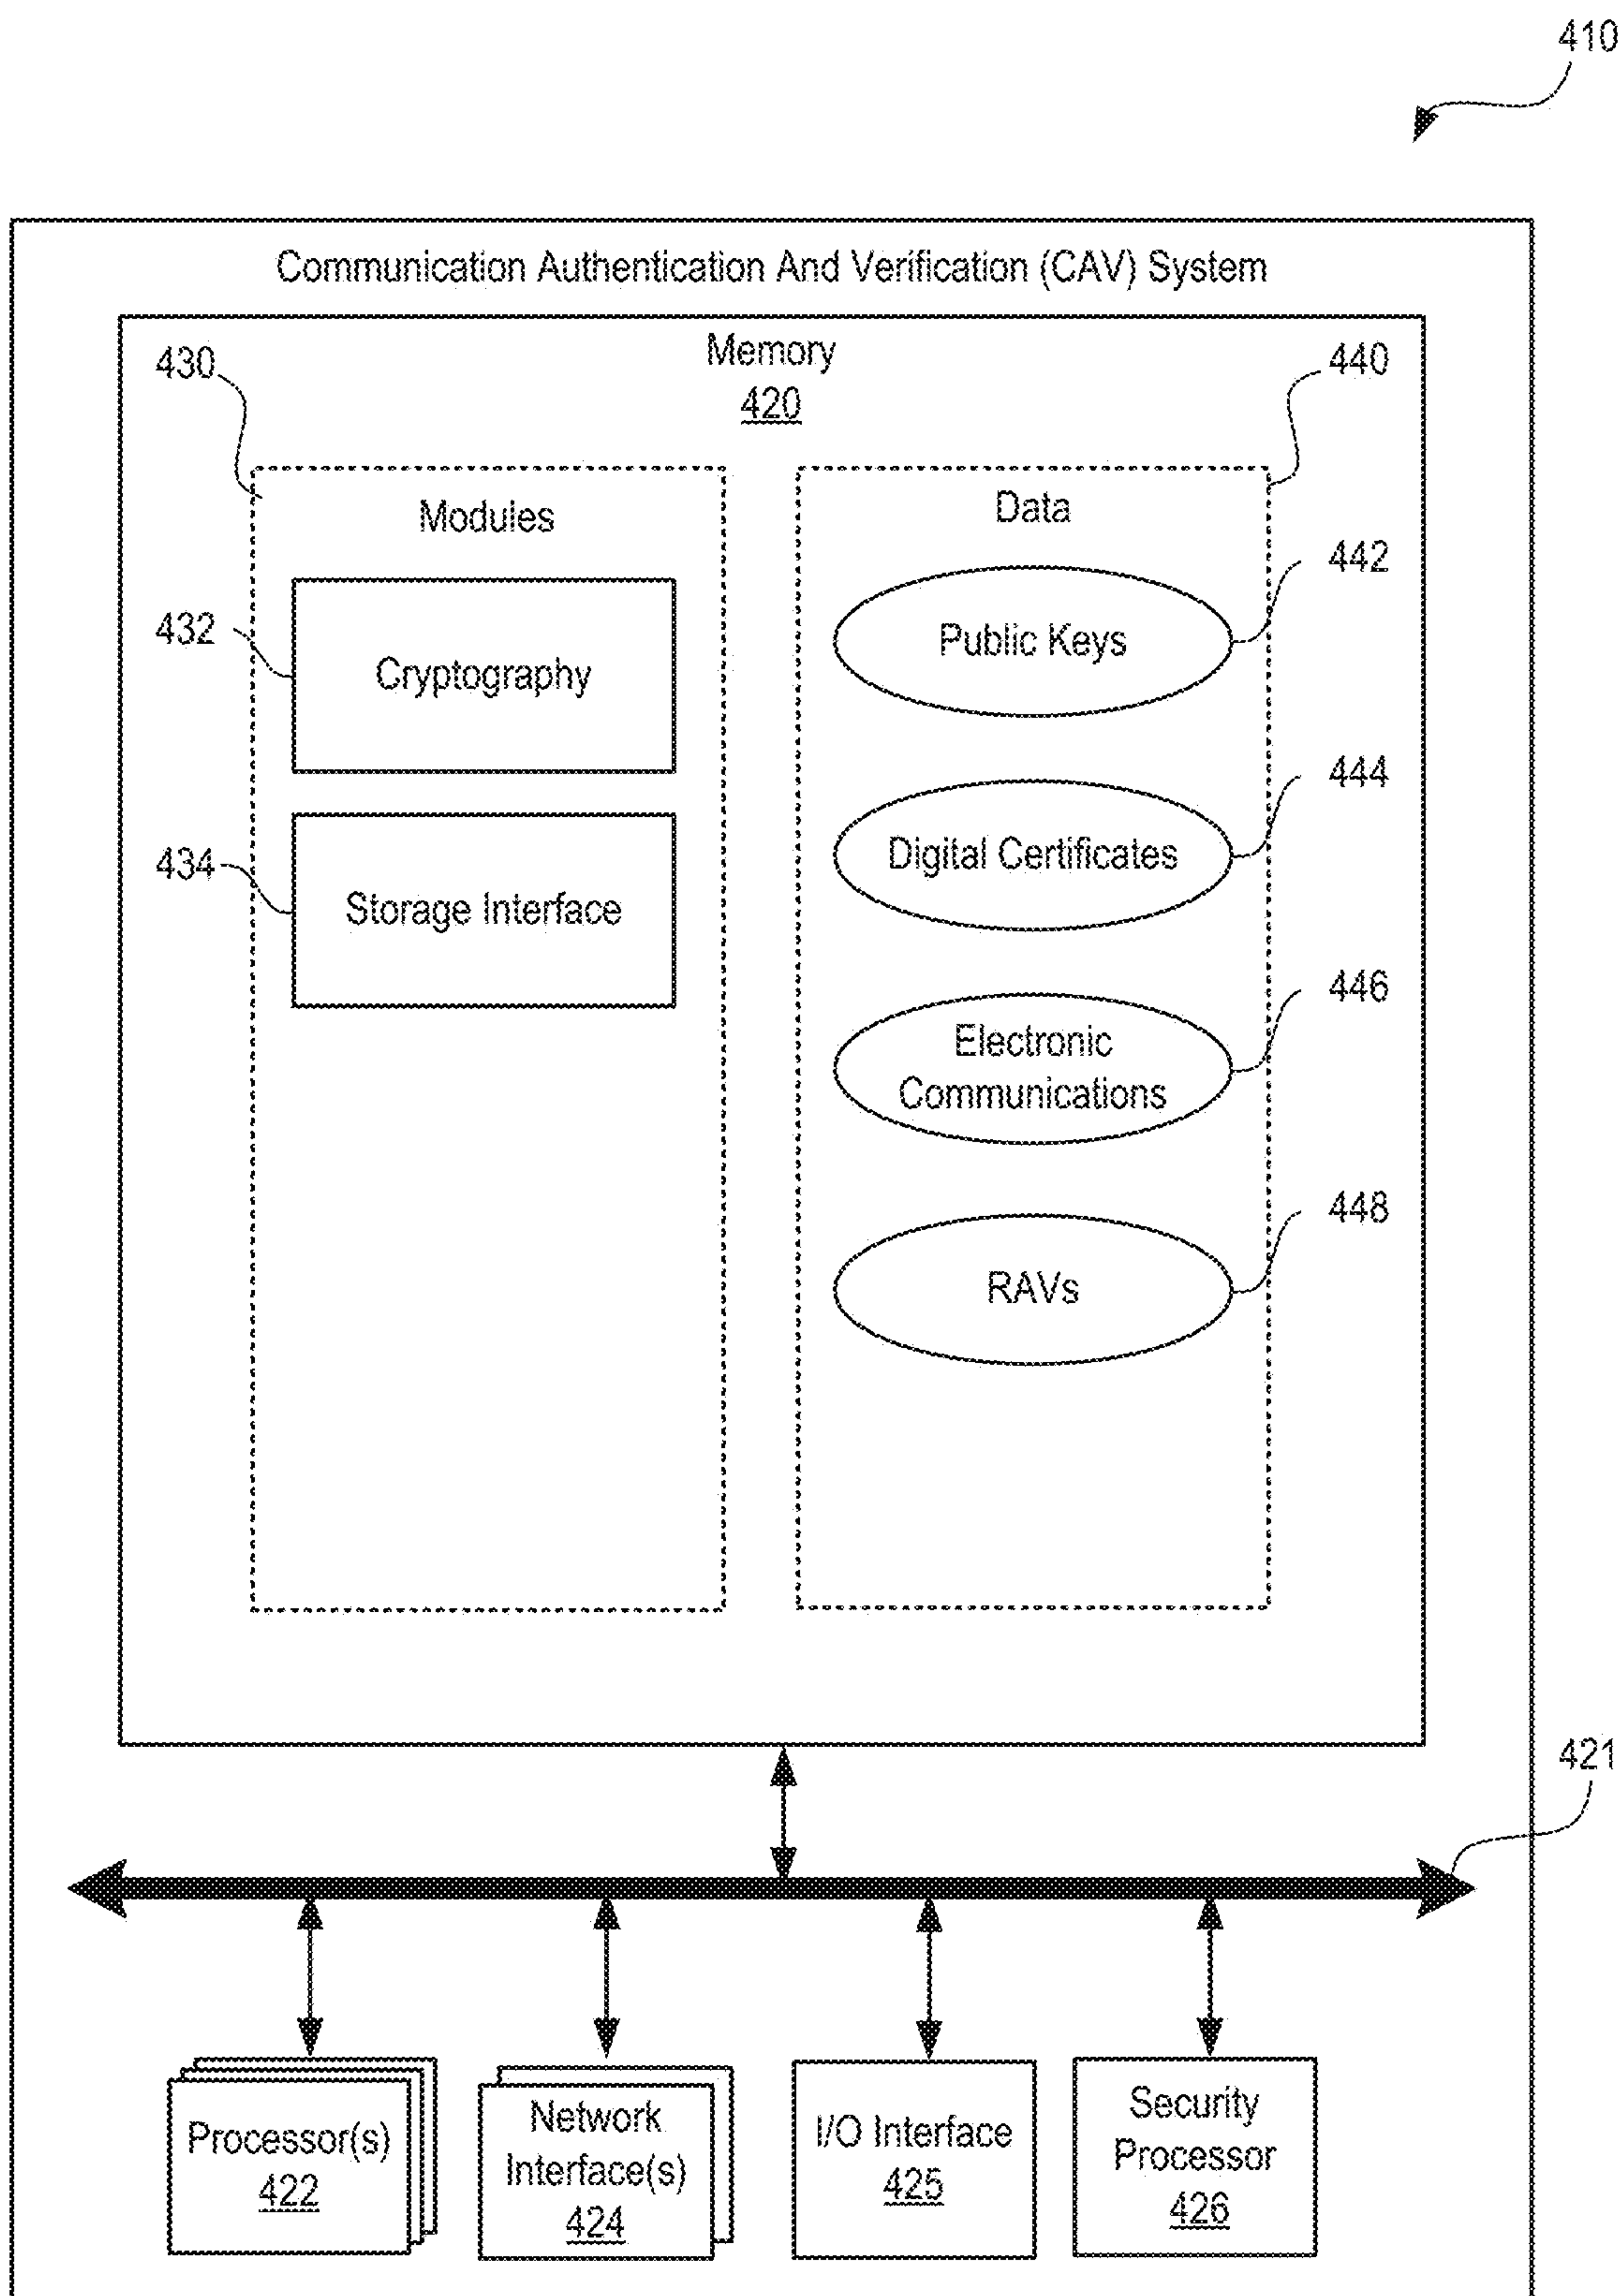 410
Communication Authentication And Verification (CAV) System
Memory
420
430
440
Modules
Data
432
Cryptography
434
Storage Interface
442
Public Keys
444
Digital Certificates
446
Electronic
Communications
448
RAVs
421
Processor(s)
422
Network
Interface(s)
424
I/O Interface
425
Security
Processor
426